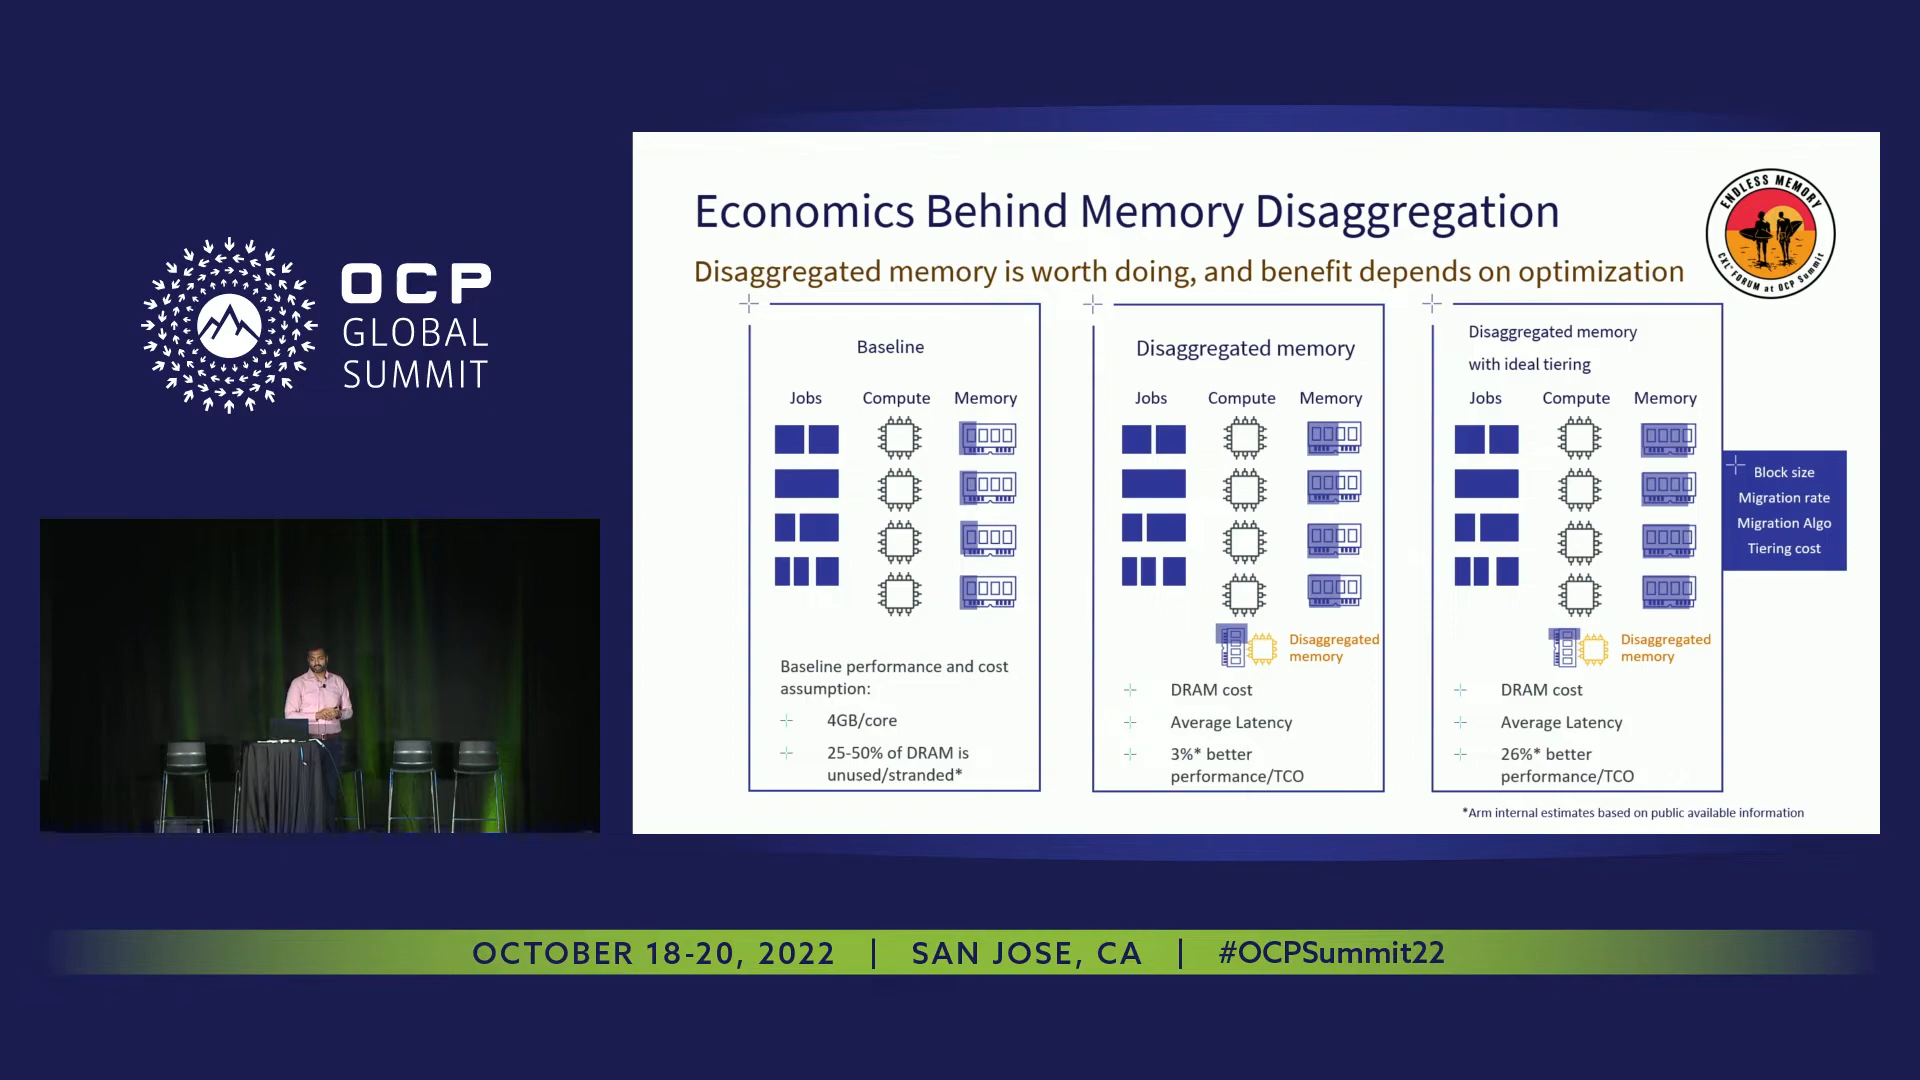 OCP
GLOBAL
SUMMIT
Economics Behind Memory Disaggregation
Disaggregated memory is worth doing, and benefit depends on optimization
ENDLESS MEMORY
CXL™ FORUM at OCP Summit
Baseline
Jobs Compute Memory
Baseline performance and cost
assumption:
4GB/core
25-50% of DRAM is
unused/stranded*
Disaggregated memory
Jobs Compute Memory
Disaggregated
memory
DRAM cost
Average Latency
3%* better
performance/TCO
Disaggregated memory
with ideal tiering
Jobs Compute Memory
Disaggregated
memory
DRAM cost
Average Latency
26%* better
performance/TCO
Block size
Migration rate
Migration Algo
Tiering cost
*Arm internal estimates based on public available information
OCTOBER 18-20, 2022 | SAN JOSE, CA | #OCPSummit22